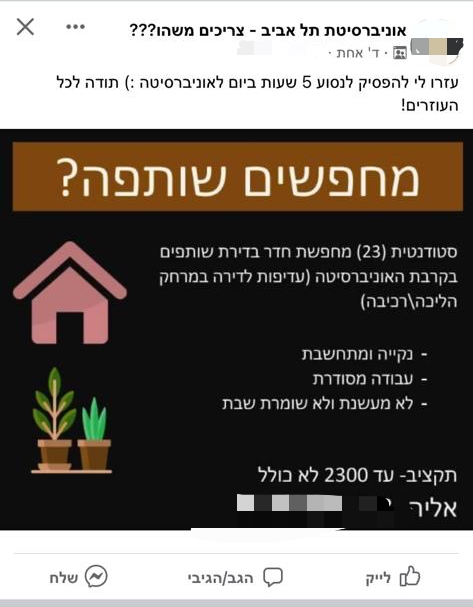 אוניברסיטת תל אביב - צריכים משהו???
ד' אחת ·
עזרו לי להפסיק לנסוע 5 שעות ביום לאוניברסיטה :) תודה לכל
העוזרים!
מחפשים שותפה?
סטודנטית (23) מחפשת חדר בדירת שותפים
בקרבת האוניברסיטה (עדיפות לדירה במרחק
הליכה\רכיבה)
- נקייה ומתחשבת
- עבודה מסודרת
- לא מעשנת ולא שומרת שבת
תקציב- עד 2300 לא כולל
לייק
הגב/הגיבי
שלח